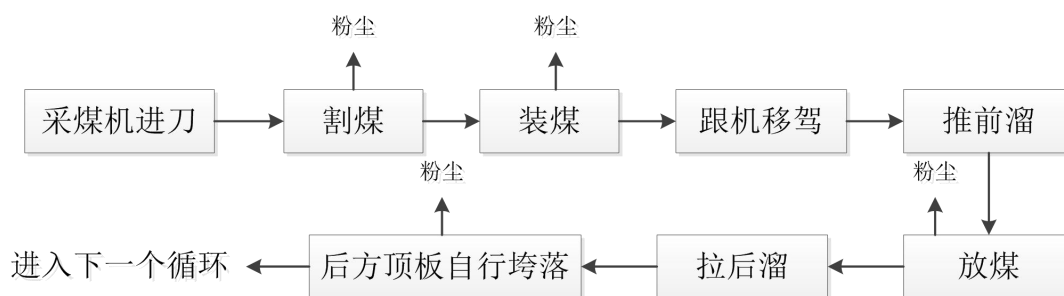 粉尘
粉尘
采煤机进刀
割煤
装煤
跟机移驾
推前溜
粉尘
粉尘
进入下一个循环
后方顶板自行垮落
拉后溜
放煤